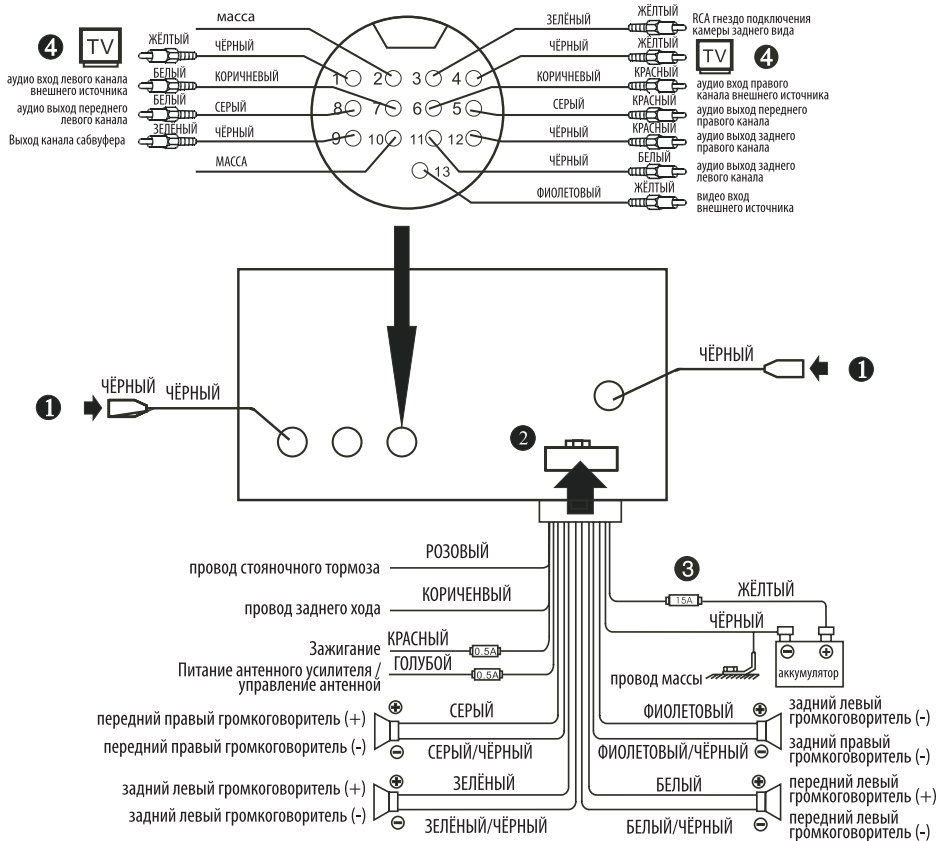 масса
ЗЕЛЁНЫЙ
ЖЁЛТЫЙ
RCA гнездо подключения
камеры заднего вида
4
TV
ЖЁЛТЫЙ
ЧЁРНЫЙ
1
2
3
4
ЧЁРНЫЙ
ЖЁЛТЫЙ
TV
4
аудио вход левого канала
внешнего источника
БЕЛЫЙ
КОРИЧНЕВЫЙ
КОРИЧНЕВЫЙ
КРАСНЫЙ
аудио вход правого
канала внешнего источника
аудио выход переднего
левого канала
БЕЛЫЙ
СЕРЫЙ
8
7
6
5
СЕРЫЙ
КРАСНЫЙ
аудио выход переднего
правого канала
Выход канала сабвуфера
ЗЕЛЁНЫЙ
ЧЁРНЫЙ
9
10
11
12
ЧЁРНЫЙ
КРАСНЫЙ
аудио выход заднего
правого канала
МАССА
13
ЧЁРНЫЙ
БЕЛЫЙ
аудио выход заднего
левого канала
ФИОЛЕТОВЫЙ
ЖЁЛТЫЙ
видео вход
внешнего источника
ЧЁРНЫЙ
1
1
ЧЁРНЫЙ
ЧЁРНЫЙ
2
РОЗОВЫЙ
провод стояночного тормоза
КОРИЧЕНВЫЙ
провод заднего хода
КРАСНЫЙ
Зажигание
0.5A
ГОЛУБОЙ
Питание антенного усилителя /
управление антенной
0.5A
3
15A
ЖЁЛТЫЙ
ЧЁРНЫЙ
провод массы
аккумулятор
передний правый громкоговоритель (+)
СЕРЫЙ
передний правый громкоговоритель (-)
СЕРЫЙ/ЧЁРНЫЙ
ФИОЛЕТОВЫЙ
задний левый
громкоговоритель (-)
ФИОЛЕТОВЫЙ/ЧЁРНЫЙ
задний правый
громкоговоритель (-)
задний левый громкоговоритель (+)
ЗЕЛЁНЫЙ
задний левый громкоговоритель (-)
ЗЕЛЁНЫЙ/ЧЁРНЫЙ
БЕЛЫЙ
передний левый
громкоговоритель (+)
БЕЛЫЙ/ЧЁРНЫЙ
передний левый
громкоговоритель (-)